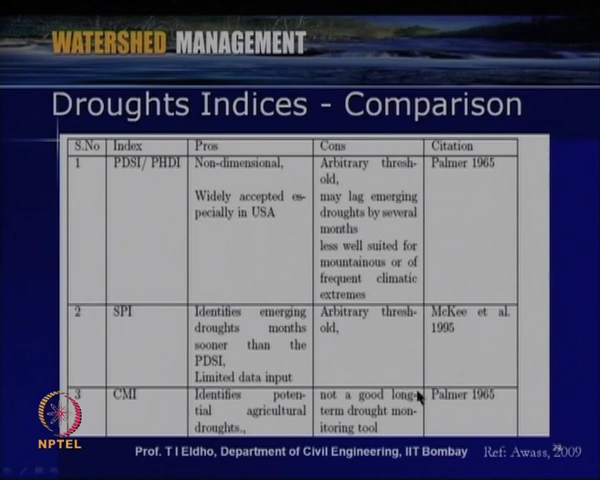 WATERSHED MANAGEMENT
Droughts Indices - Comparison
S.No Index Pros Cons Citation
1 PDSI/ PHDI Non-dimensional, Arbitrary thresh- Palmer 1965
old,
Widely accepted es- may lag emerging
pecially in USA droughts by several
months
less well suited for
mountainous or of
frequent climatic
extremes
2 SPI Identifies emerging Arbitrary thresh- McKee et al.
droughts months old, 1995
sooner than the
PDSI,
Limited data input
3 CMI Identifies poten- not a good long- Palmer 1965
tial agricultural term drought mon-
droughts., itoring tool
NPTEL
Prof. T I Eldho, Department of Civil Engineering, IIT Bombay Ref: Awass, 2009